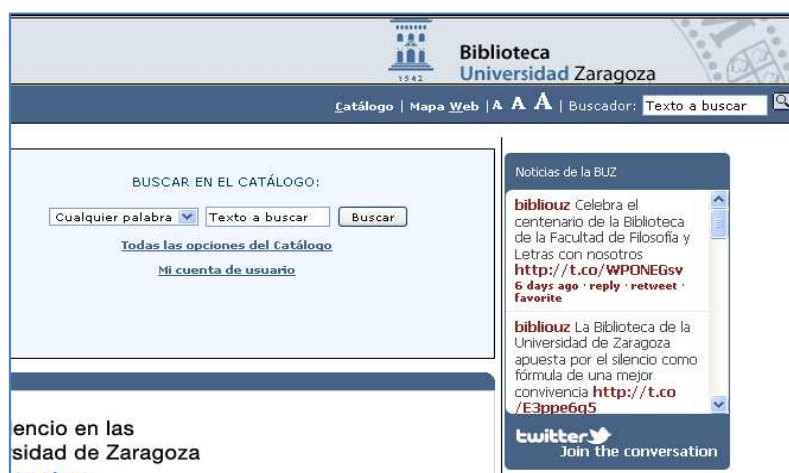 1542
Biblioteca
Universidad Zaragoza
Catálogo | Mapa Web | A A A | Buscador: Texto a buscar
BUSCAR EN EL CATÁLOGO:
Cualquier palabra Texto a buscar Buscar
Todas las opciones del Catálogo
Mi cuenta de usuario
Noticias de la BUZ
bibliouz Celebra el
centenario de la Biblioteca
de la Facultad de Filosofía y
Letras con nosotros
http://t.co/WPONEGsv
6 days ago · reply · retweet ·
favorite
bibliouz La Biblioteca de la
Universidad de Zaragoza
apuesta por el silencio como
fórmula de una mejor
convivencia http://t.co
/E3ppe6q5
twitter
Join the conversation
encio en las
sidad de Zaragoza